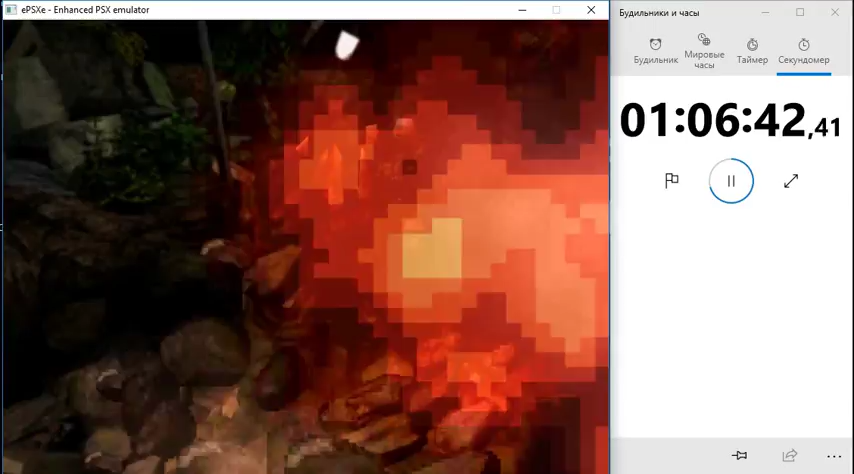 ePSXe - Enhanced PSX emulator
Будильники и часы
Будильник
Мировые часы
Таймер
Секундомер
01:06:42,41